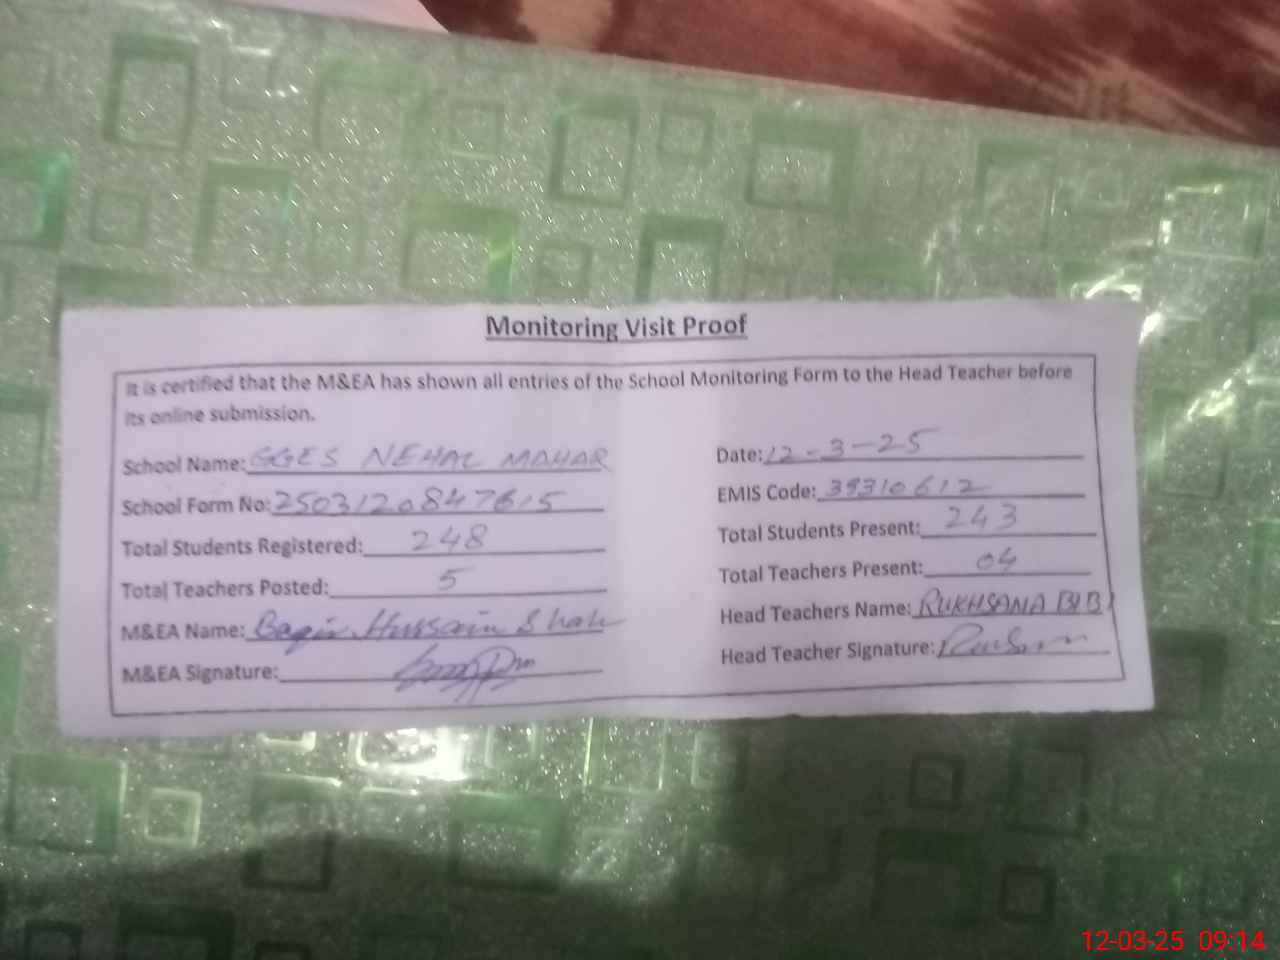 Monitoring Visit Proof
It is certified that the M&EA has shown all entries of the School Monitoring Form to the Head Teacher before
its online submission.
School Name: GGES NEHAL MAHAR
Date: 12-3-25
School Form No: 2503120847615
EMIS Code: 39310612
Total Students Registered: 248
Total Students Present: 243
Total Teachers Posted: 5
Total Teachers Present: 04
M&EA Name: Baqir Hussain Shah
Head Teachers Name: RUKHSANA BIBI
M&EA Signature:
Head Teacher Signature:
12-03-25 09:14